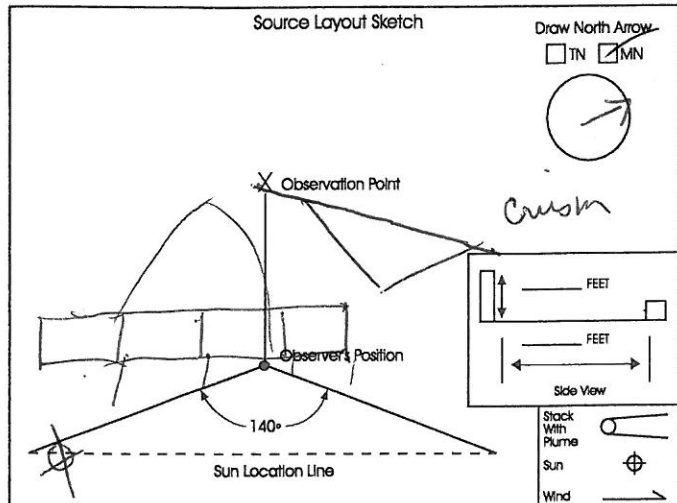 Source Layout Sketch
Draw North Arrow
TN MN
Observation Point
FEET
Observer's Position
FEET
Side View
140°
Stack
With
Plume
Sun Location Line
Sun
Wind